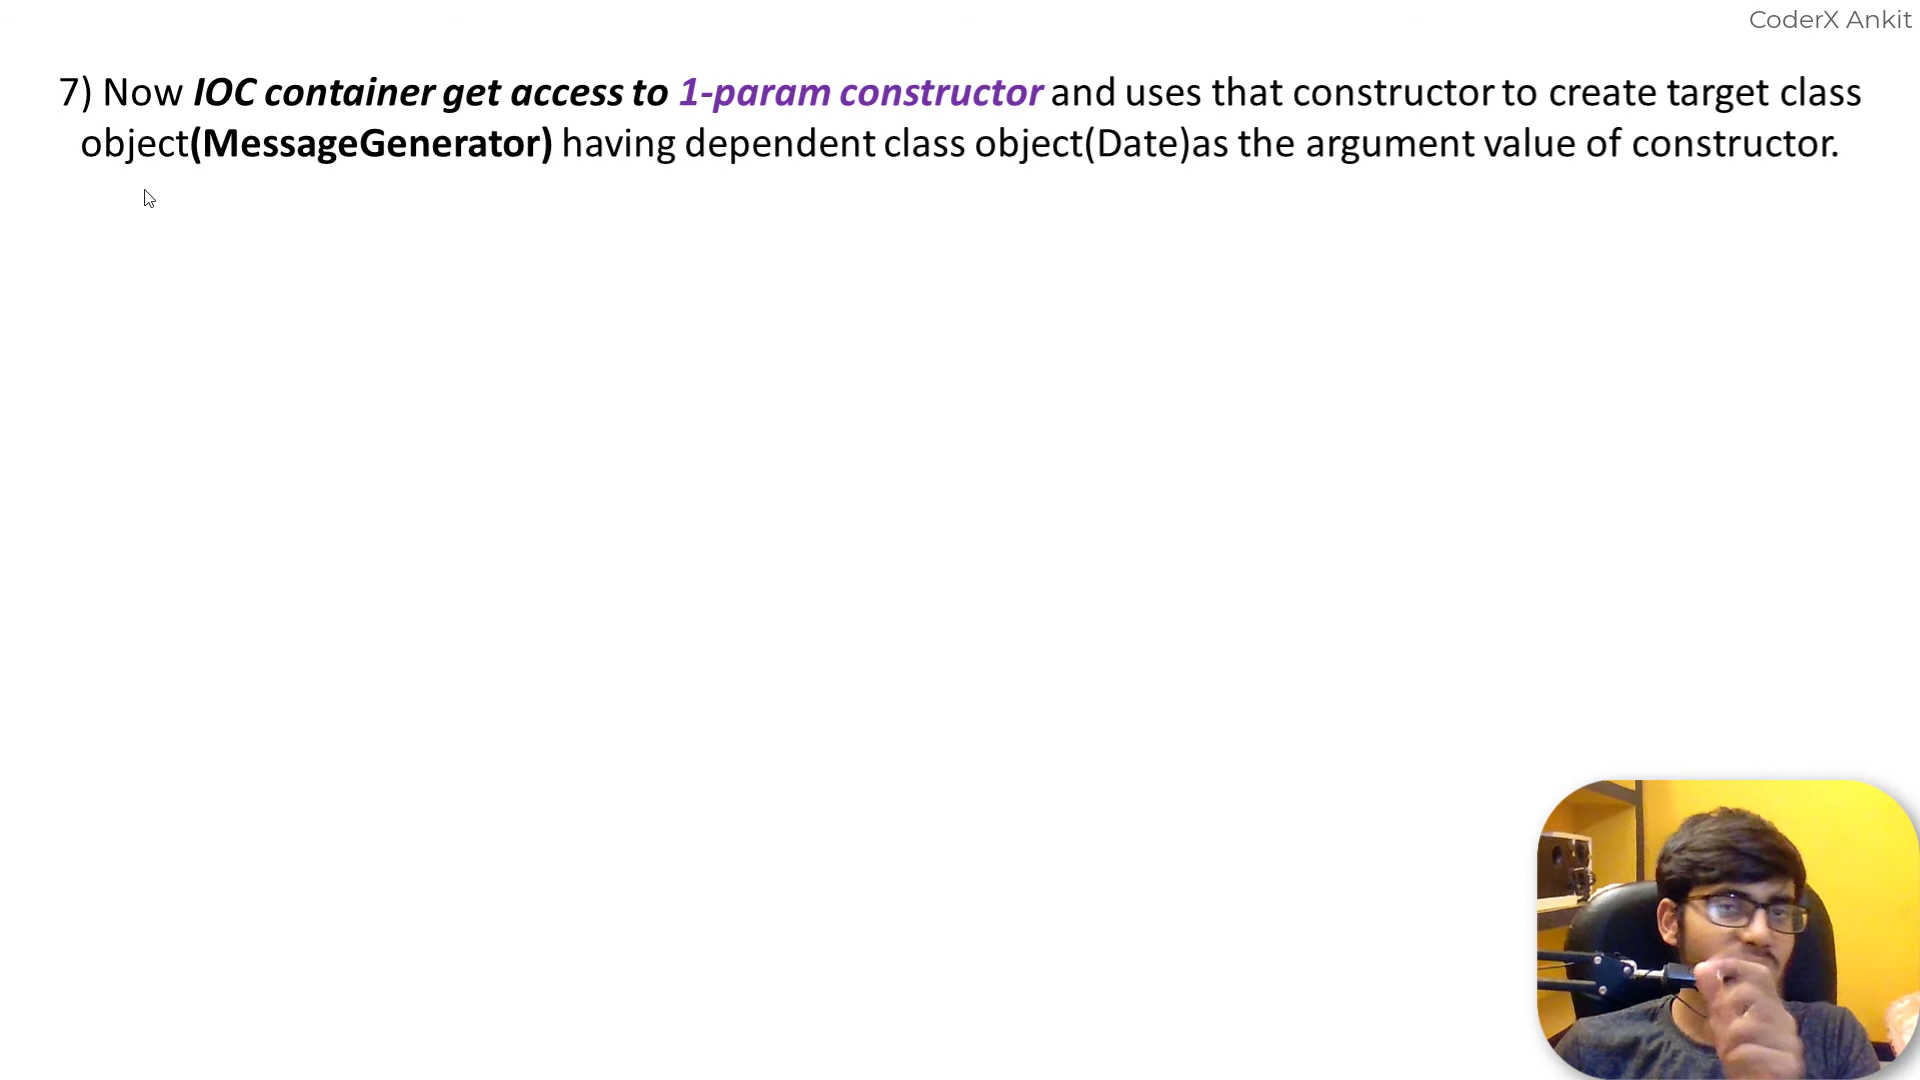 CoderX Ankit
7) Now IOC container get access to 1-param constructor and uses that constructor to create target class
object(MessageGenerator) having dependent class object(Date)as the argument value of constructor.